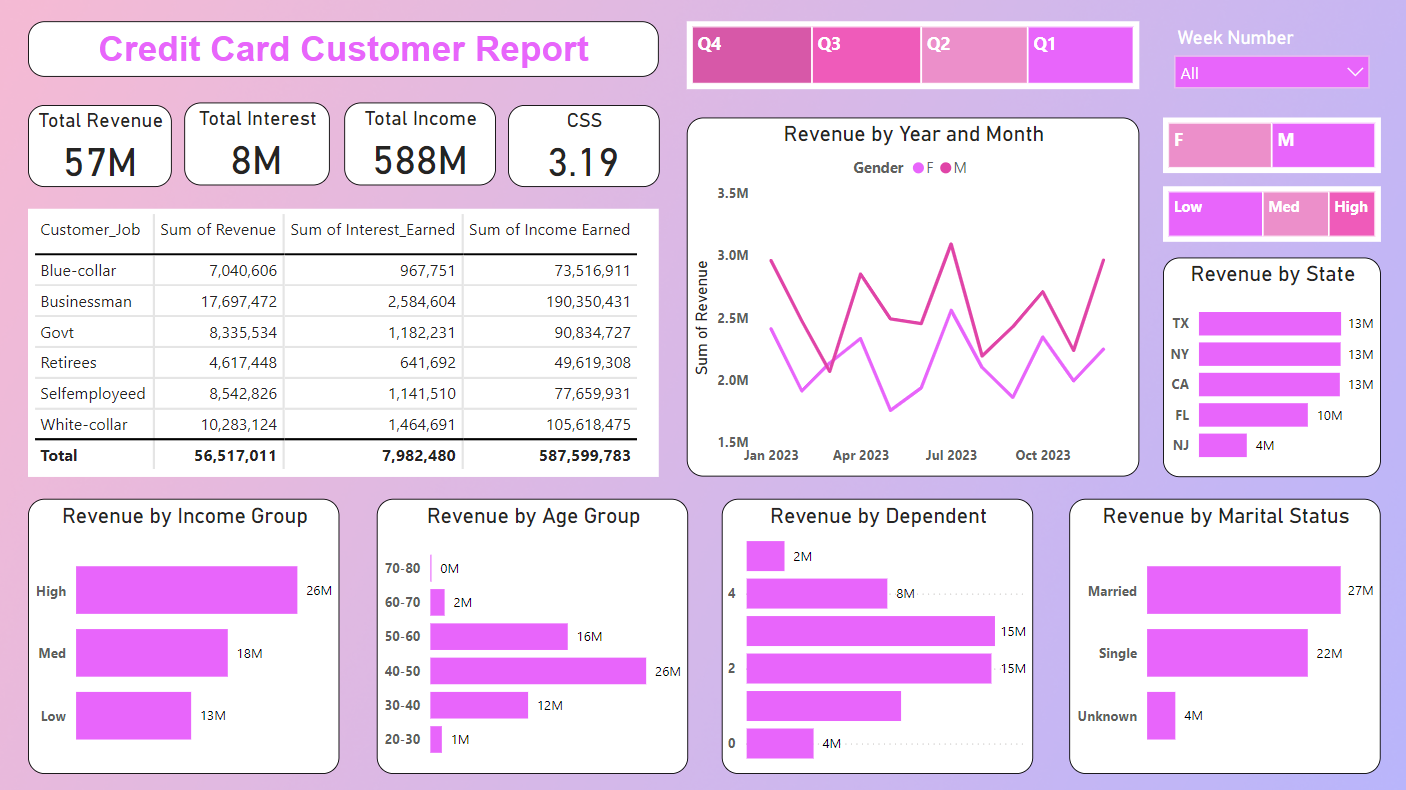 Credit Card Customer Report
Q4 Q3 Q2 Q1
Week Number
All
Total Revenue
57M
Total Interest
8M
Total Income
588M
CSS
3.19
F M
Low Med High
Customer_Job Sum of Revenue Sum of Interest_Earned Sum of Income Earned
Blue-collar 7,040,606 967,751 73,516,911
Businessman 17,697,472 2,584,604 190,350,431
Govt 8,335,534 1,182,231 90,834,727
Retirees 4,617,448 641,692 49,619,308
Selfemployeed 8,542,826 1,141,510 77,659,931
White-collar 10,283,124 1,464,691 105,618,475
Total 56,517,011 7,982,480 587,599,783
Revenue by Year and Month
Gender F M
Sum of Revenue
3.5M
3.0M
2.5M
2.0M
1.5M
Jan 2023 Apr 2023 Jul 2023 Oct 2023
Revenue by State
TX 13M
NY 13M
CA 13M
FL 10M
NJ 4M
Revenue by Income Group
High 26M
Med 18M
Low 13M
Revenue by Age Group
70-80 0M
60-70 2M
50-60 16M
40-50 26M
30-40 12M
20-30 1M
Revenue by Dependent
2M
4 8M
15M
2 15M
0 4M
Revenue by Marital Status
Married 27M
Single 22M
Unknown 4M